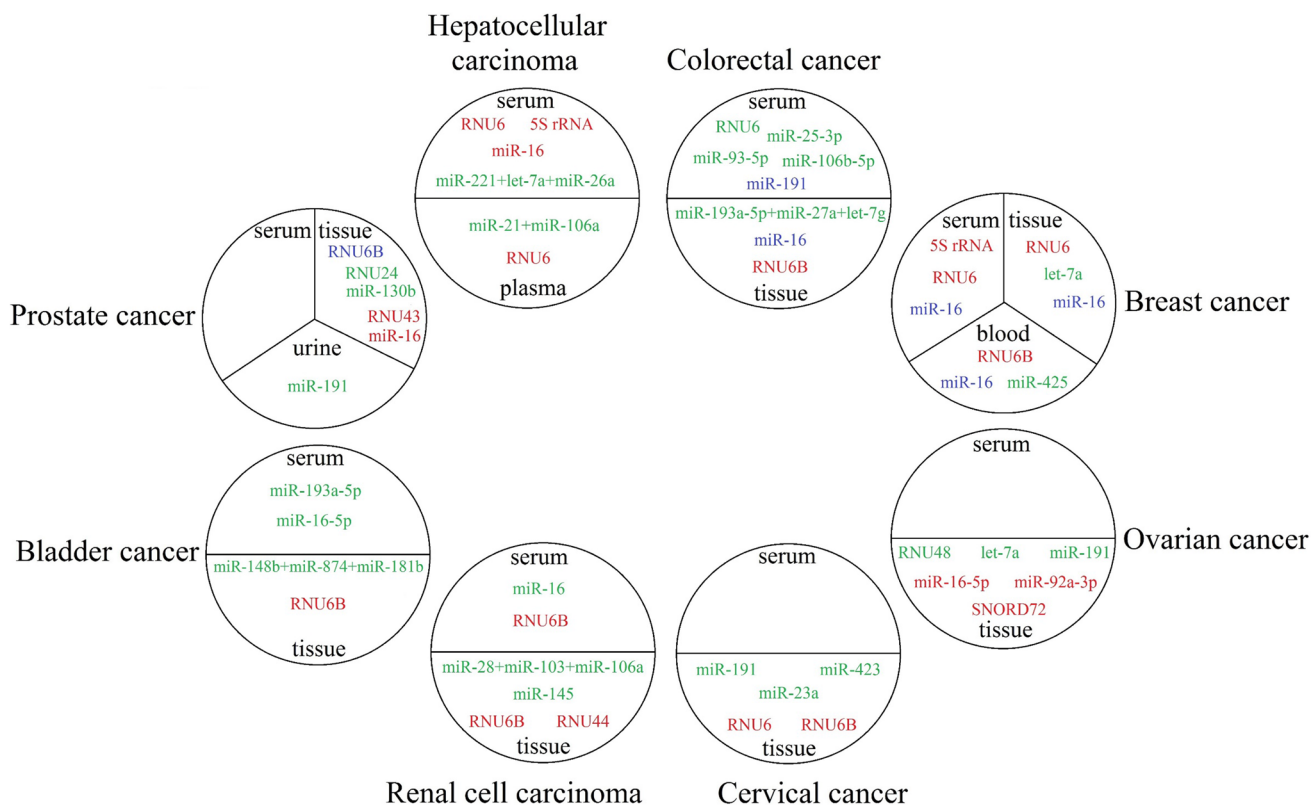 Hepatocellular
carcinoma
serum
RNU6 5S rRNA
miR-16
miR-221+let-7a+miR-26a
miR-21+miR-106a
RNU6
plasma
Colorectal cancer
serum
RNU6
miR-25-3p
miR-93-5p
miR-106b-5p
miR-191
miR-193a-5p+miR-27a+let-7g
miR-16
RNU6B
tissue
Prostate cancer
serum
tissue
RNU6B
RNU24
miR-130b
RNU43
miR-16
urine
miR-191
Breast cancer
serum
5S rRNA
RNU6
miR-16
tissue
RNU6
let-7a
miR-16
blood
RNU6B
miR-16 miR-425
Bladder cancer
serum
miR-193a-5p
miR-16-5p
miR-148b+miR-874+miR-181b
RNU6B
tissue
Ovarian cancer
serum
RNU48 let-7a miR-191
miR-16-5p miR-92a-3p
SNORD72
tissue
serum
miR-16
RNU6B
miR-28+miR-103+miR-106a
miR-145
RNU6B RNU44
tissue
Renal cell carcinoma
serum
miR-191 miR-423
miR-23a
RNU6 RNU6B
tissue
Cervical cancer